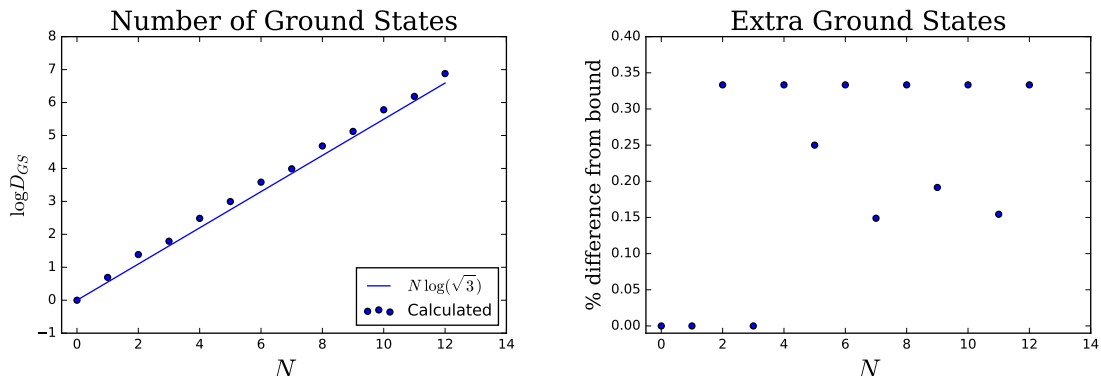 Number of Ground States
8
7
6
5
4
3
2
1
0
−1
log D_GS
0 2 4 6 8 10 12 14
N
N log(√3)
Calculated
Extra Ground States
0.40
0.35
0.30
0.25
0.20
0.15
0.10
0.05
0.00
% difference from bound
0 2 4 6 8 10 12 14
N